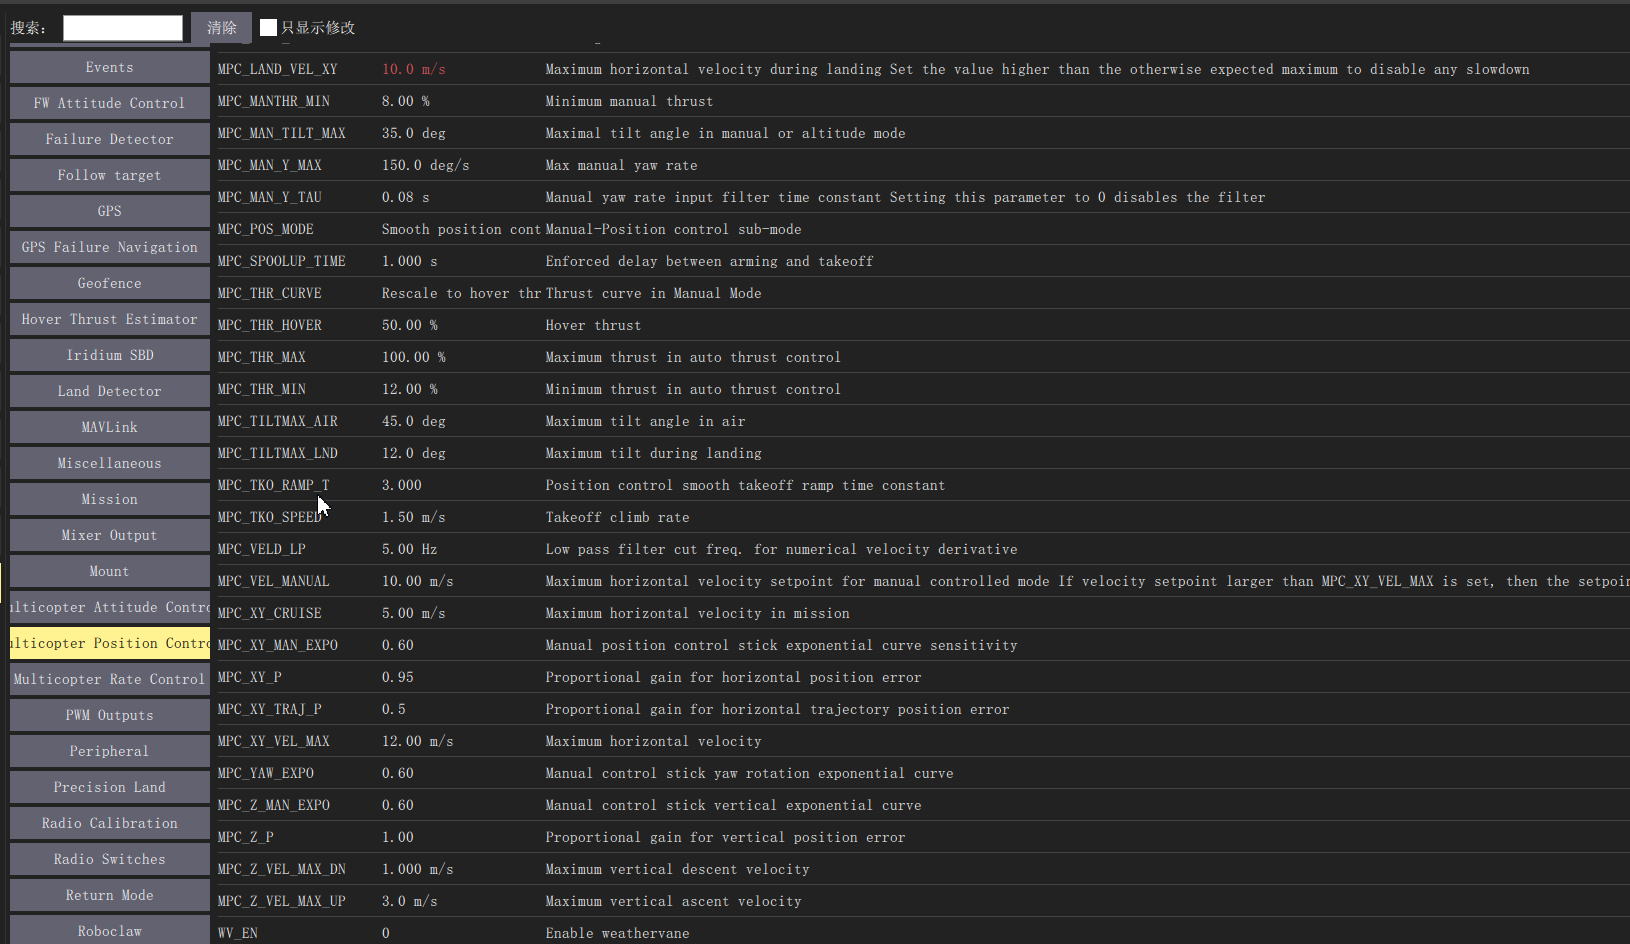 搜索： 清除 只显示修改
Events
FW Attitude Control
Failure Detector
Follow target
GPS
GPS Failure Navigation
Geofence
Hover Thrust Estimator
Iridium SBD
Land Detector
MAVLink
Miscellaneous
Mission
Mixer Output
Mount
lticopter Attitude Contro
lticopter Position Contro
Multicopter Rate Control
PWM Outputs
Peripheral
Precision Land
Radio Calibration
Radio Switches
Return Mode
Roboclaw
MPC_LAND_VEL_XY 10.0 m/s Maximum horizontal velocity during landing Set the value higher than the otherwise expected maximum to disable any slowdown
MPC_MANTHR_MIN 8.00 % Minimum manual thrust
MPC_MAN_TILT_MAX 35.0 deg Maximal tilt angle in manual or altitude mode
MPC_MAN_Y_MAX 150.0 deg/s Max manual yaw rate
MPC_MAN_Y_TAU 0.08 s Manual yaw rate input filter time constant Setting this parameter to 0 disables the filter
MPC_POS_MODE Smooth position cont Manual-Position control sub-mode
MPC_SPOOLUP_TIME 1.000 s Enforced delay between arming and takeoff
MPC_THR_CURVE Rescale to hover thr Thrust curve in Manual Mode
MPC_THR_HOVER 50.00 % Hover thrust
MPC_THR_MAX 100.00 % Maximum thrust in auto thrust control
MPC_THR_MIN 12.00 % Minimum thrust in auto thrust control
MPC_TILTMAX_AIR 45.0 deg Maximum tilt angle in air
MPC_TILTMAX_LND 12.0 deg Maximum tilt during landing
MPC_TKO_RAMP_T 3.000 Position control smooth takeoff ramp time constant
MPC_TKO_SPEED 1.50 m/s Takeoff climb rate
MPC_VELD_LP 5.00 Hz Low pass filter cut freq. for numerical velocity derivative
MPC_VEL_MANUAL 10.00 m/s Maximum horizontal velocity setpoint for manual controlled mode If velocity setpoint larger than MPC_XY_VEL_MAX is set, then the setpoin
MPC_XY_CRUISE 5.00 m/s Maximum horizontal velocity in mission
MPC_XY_MAN_EXPO 0.60 Manual position control stick exponential curve sensitivity
MPC_XY_P 0.95 Proportional gain for horizontal position error
MPC_XY_TRAJ_P 0.5 Proportional gain for horizontal trajectory position error
MPC_XY_VEL_MAX 12.00 m/s Maximum horizontal velocity
MPC_YAW_EXPO 0.60 Manual control stick yaw rotation exponential curve
MPC_Z_MAN_EXPO 0.60 Manual control stick vertical exponential curve
MPC_Z_P 1.00 Proportional gain for vertical position error
MPC_Z_VEL_MAX_DN 1.000 m/s Maximum vertical descent velocity
MPC_Z_VEL_MAX_UP 3.0 m/s Maximum vertical ascent velocity
WV_EN 0 Enable weathervane